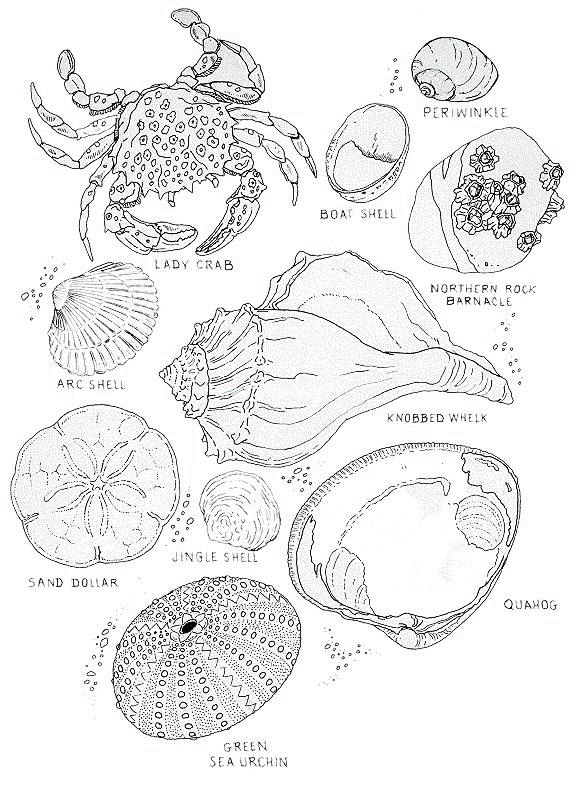 PERIWINKLE
BOAT SHELL
LADY CRAB
NORTHERN ROCK
BARNACLE
ARC SHELL
KNOBBED WHELK
JINGLE SHELL
SAND DOLLAR
QUAHOG
GREEN
SEA URCHIN